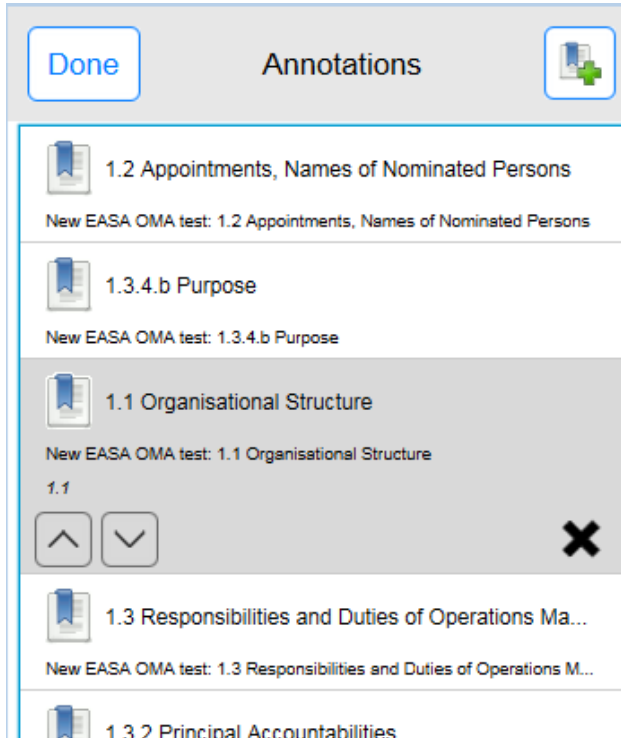 Done
Annotations
1.2 Appointments, Names of Nominated Persons
New EASA OMA test: 1.2 Appointments, Names of Nominated Persons
1.3.4.b Purpose
New EASA OMA test: 1.3.4.b Purpose
1.1 Organisational Structure
New EASA OMA test: 1.1 Organisational Structure
1.1
1.3 Responsibilities and Duties of Operations Ma...
New EASA OMA test: 1.3 Responsibilities and Duties of Operations M...
1.3.2 Principal Accountabilities